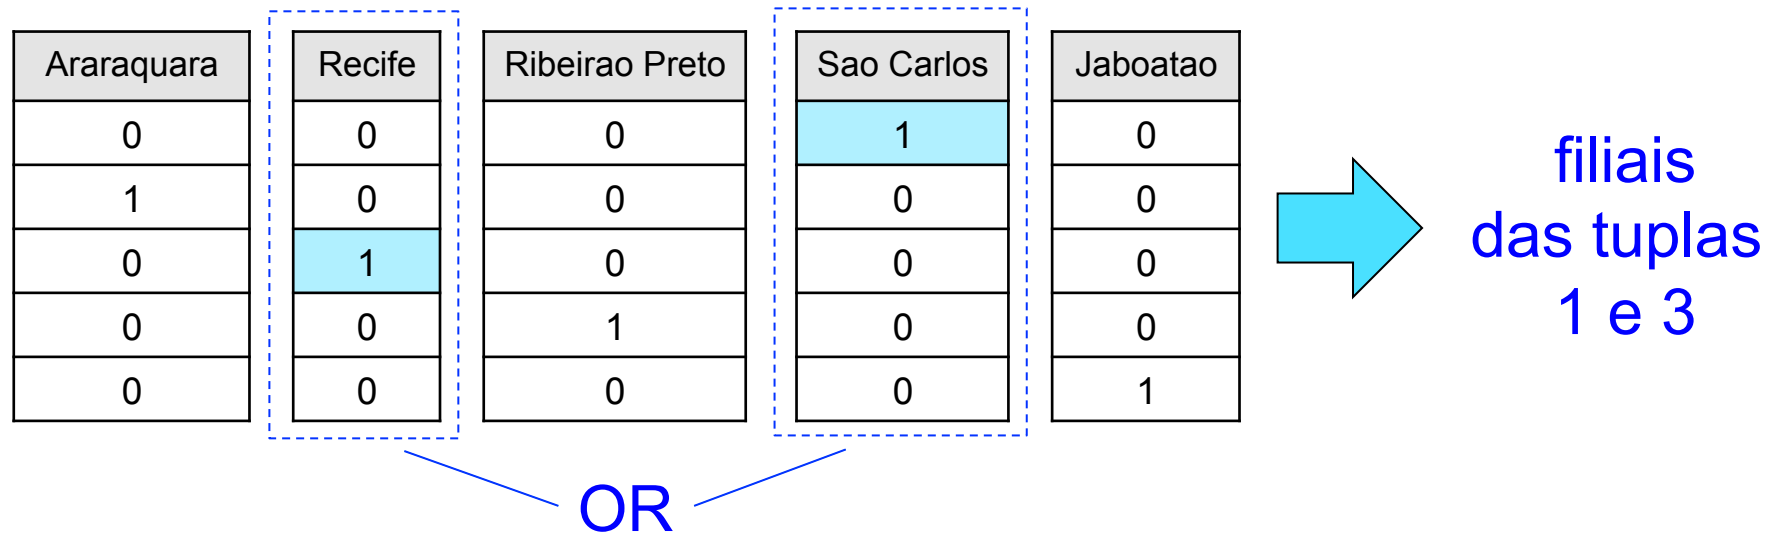 Araraquara Recife Ribeirao Preto Sao Carlos Jaboatao
0 0 0 1 0
1 0 0 0 0
0 1 0 0 0
0 0 1 0 0
0 0 0 0 1
filiais
das tuplas
1 e 3
OR